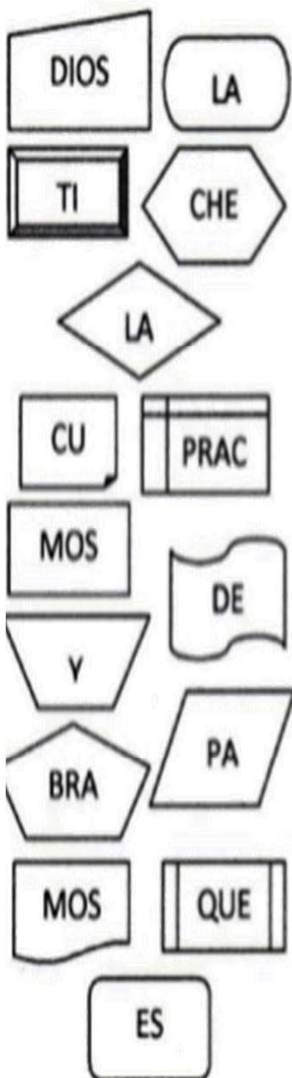 DIOS LA
TI CHE
LA
CU PRAC
MOS
DE
Y
PA
BRA
MOS QUE
ES